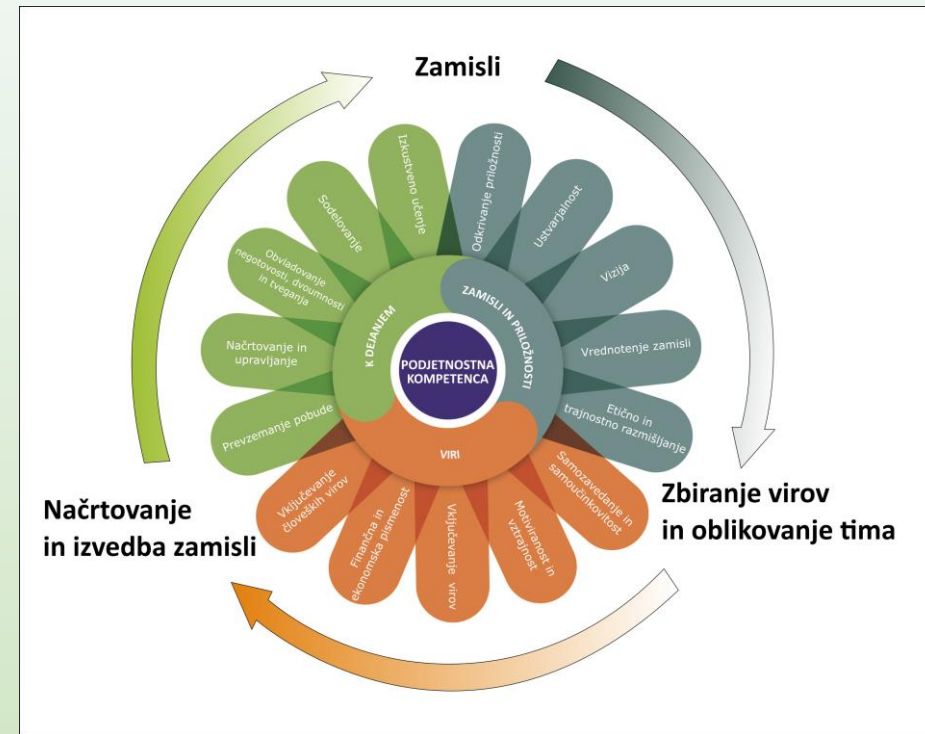 Zamisli
Izkustveno učenje
Odkrivanje priložnosti
Sodelovanje
Ustvarjalnost
Obvladovanje
negotovosti, dvoumnosti
in tveganja
Vizija
Načrtovanje in
upravljanje
Vrednotenje zamisli
Prevzemanje pobude
Etično in
trajnostno razmišljanje
K DEJANJEM
ZAMISLI IN PRILOŽNOSTI
PODJETNOSTNA
KOMPETENCA
VIRI
Vključevanje
človeških virov
Finančna in
ekonomska pismenost
Vključevanje virov
Motiviranost in
vztrajnost
Samozavedanje in
samoučinkovitost
Načrtovanje
in izvedba zamisli
Zbiranje virov
in oblikovanje tima